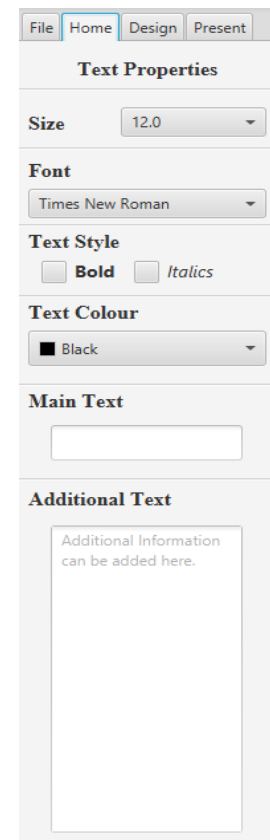 File Home Design Present
Text Properties
Size 12.0
Font
Times New Roman
Text Style
Bold Italics
Text Colour
Black
Main Text
Additional Text
Additional Information
can be added here.